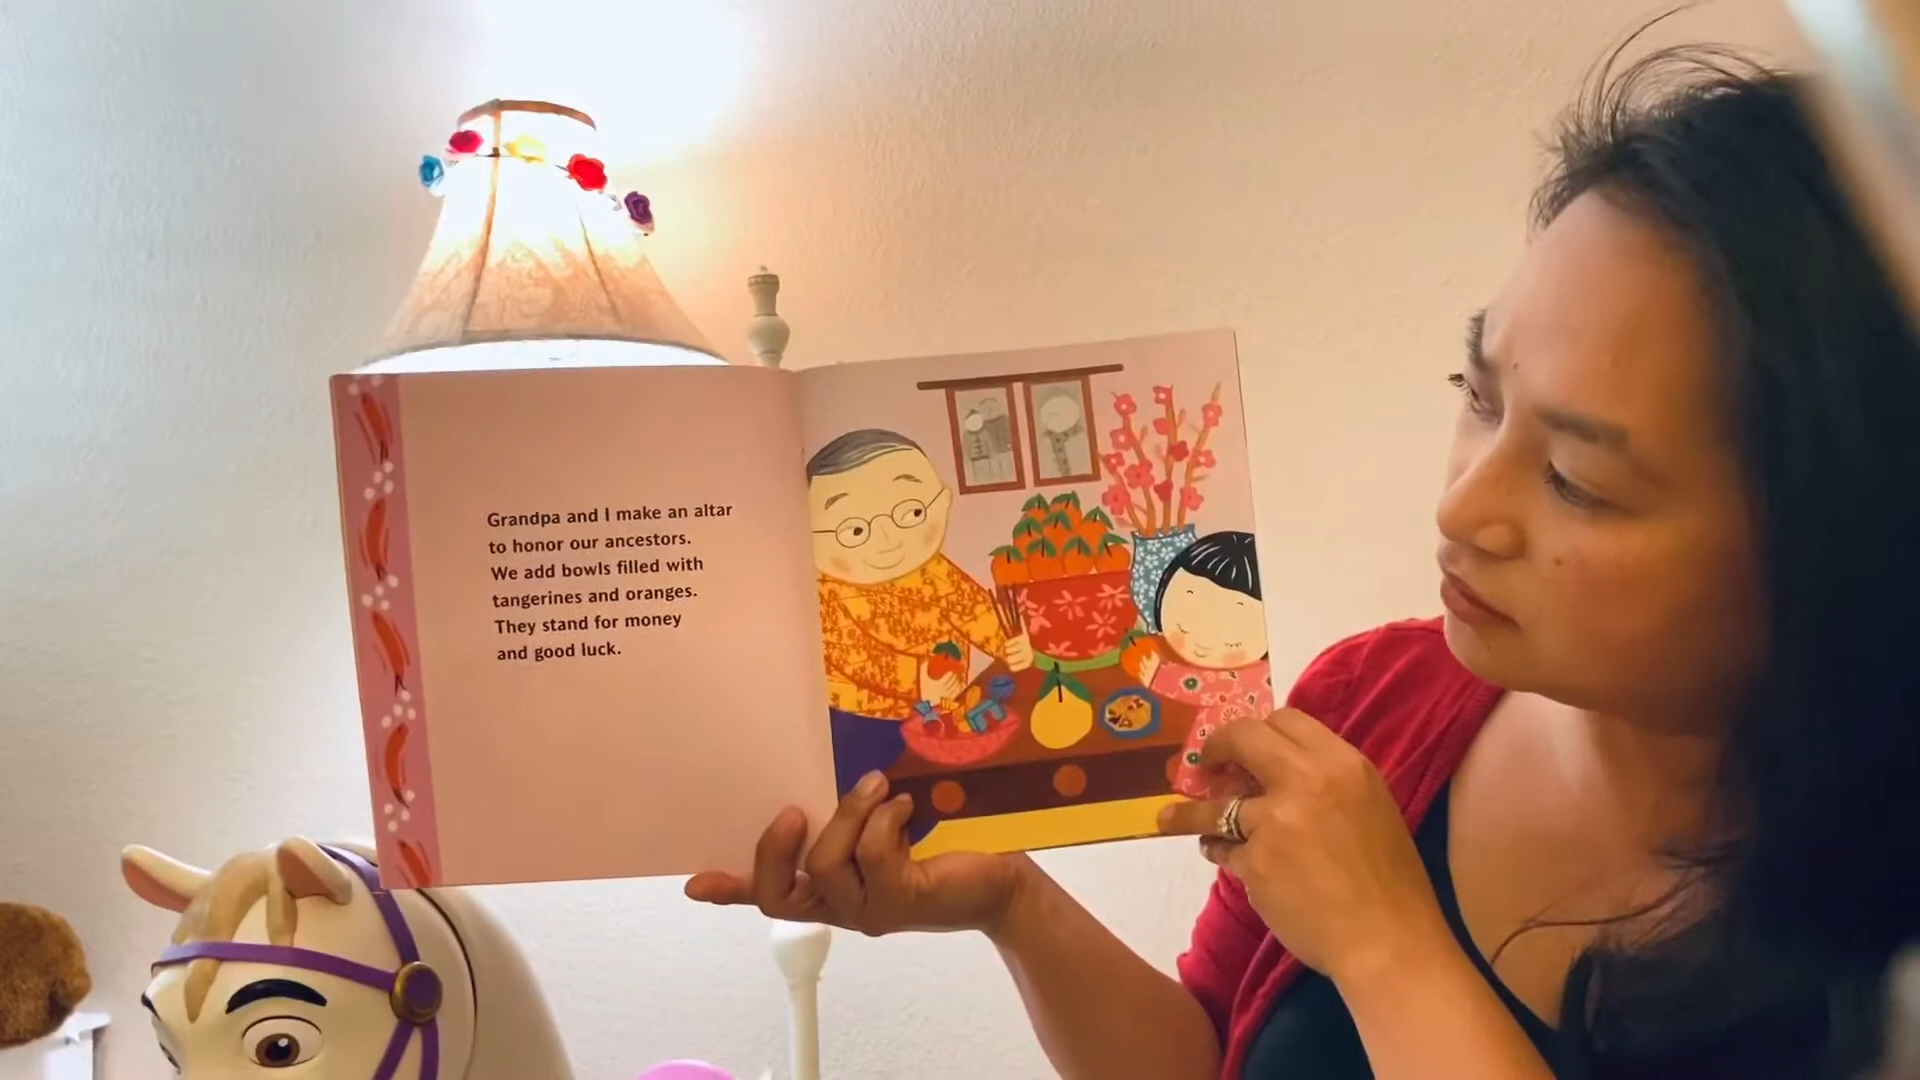 Grandpa and I make an altar
to honor our ancestors.
We add bowls filled with
tangerines and oranges.
They stand for money
and good luck.